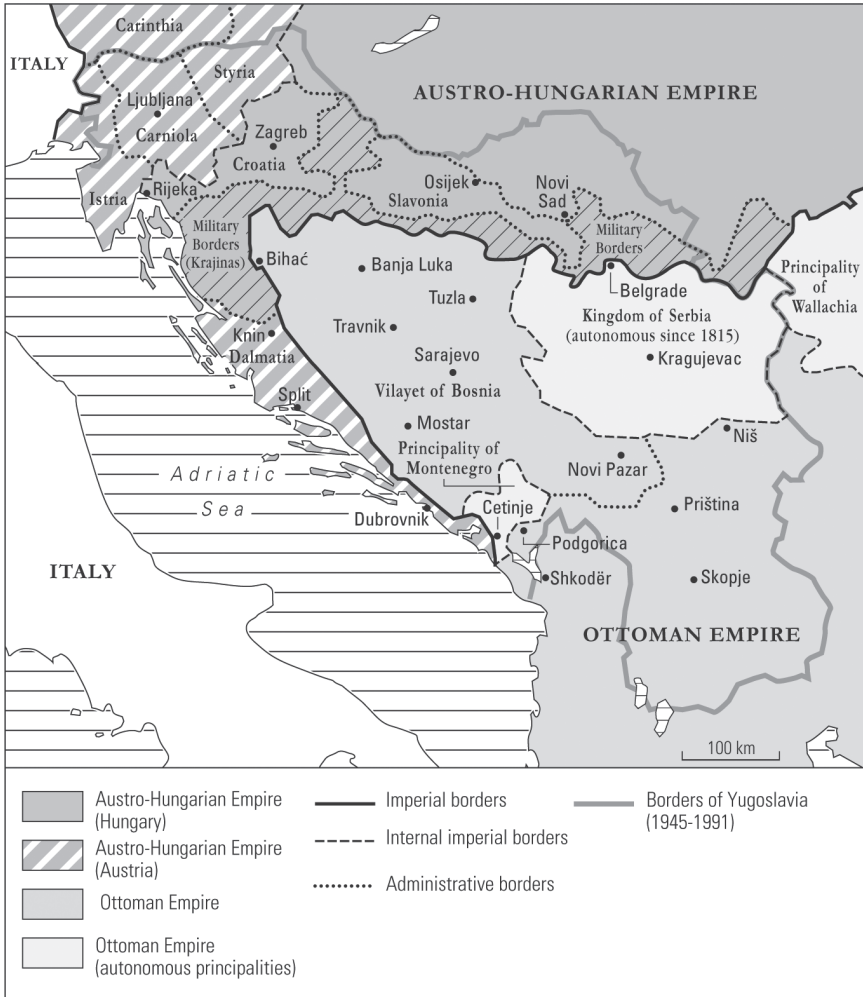 Carinthia
ITALY
Styria
Ljubljana
Carniola
AUSTRO-HUNGARIAN EMPIRE
Zagreb
Croatia
Istria
Rijeka
Osijek
Slavonia
Novi
Sad
Military
Borders
(Krajinas)
Military
Borders
Bihać
Banja Luka
Principality
of
Wallachia
Tuzla
Belgrade
Kingdom of Serbia
(autonomous since 1815)
Knin
Dalmatia
Travnik
Sarajevo
Kragujevac
Vilayet of Bosnia
Split
Mostar
Principality of
Montenegro
Niš
Novi Pazar
Adriatic
Sea
Cetinje
Priština
Dubrovnik
Podgorica
ITALY
Shkodër
Skopje
OTTOMAN EMPIRE
100 km
Austro-Hungarian Empire
(Hungary)
Austro-Hungarian Empire
(Austria)
Ottoman Empire
Ottoman Empire
(autonomous principalities)
Imperial borders
Internal imperial borders
Administrative borders
Borders of Yugoslavia
(1945-1991)